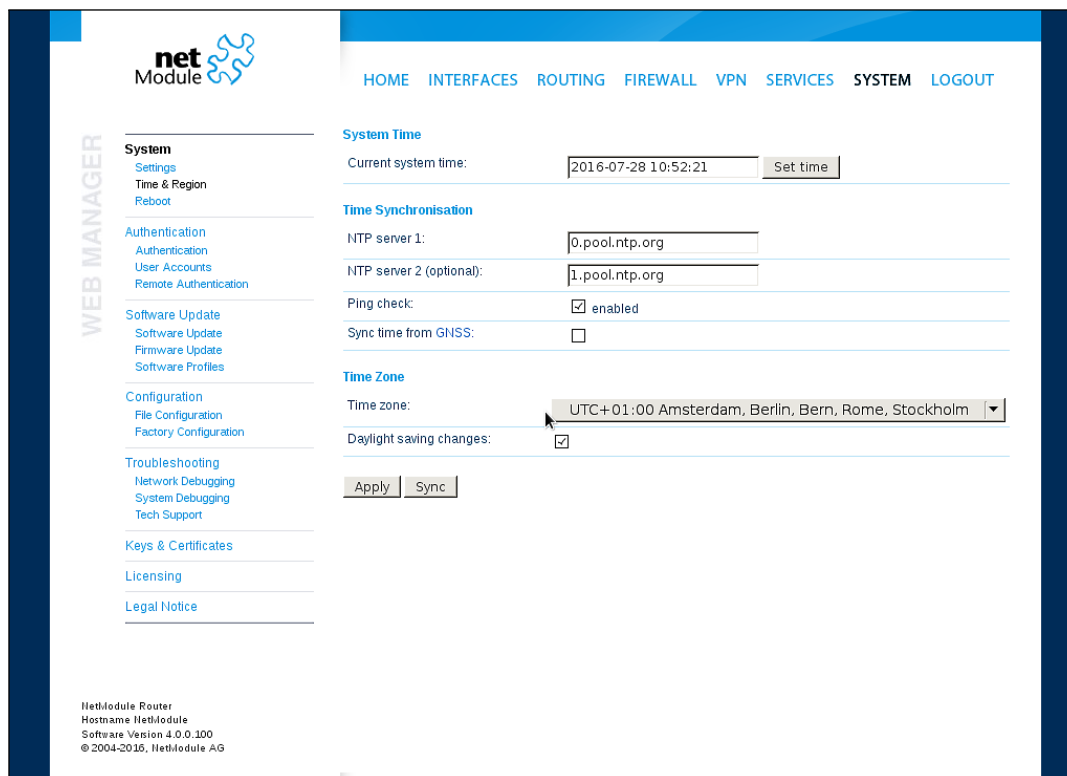 net
Module
HOME INTERFACES ROUTING FIREWALL VPN SERVICES SYSTEM LOGOUT
WEB MANAGER
System
Settings
Time & Region
Reboot
Authentication
Authentication
User Accounts
Remote Authentication
Software Update
Software Update
Firmware Update
Software Profiles
Configuration
File Configuration
Factory Configuration
Troubleshooting
Network Debugging
System Debugging
Tech Support
Keys & Certificates
Licensing
Legal Notice
System Time
Current system time: 2016-07-28 10:52:21 Set time
Time Synchronisation
NTP server 1: 0.pool.ntp.org
NTP server 2 (optional): 1.pool.ntp.org
Ping check: enabled
Sync time from GNSS:
Time Zone
Time zone: UTC+01:00 Amsterdam, Berlin, Bern, Rome, Stockholm
Daylight saving changes:
Apply Sync
NetModule Router
Hostname NetModule
Software Version 4.0.0.100
© 2004-2016, NetModule AG